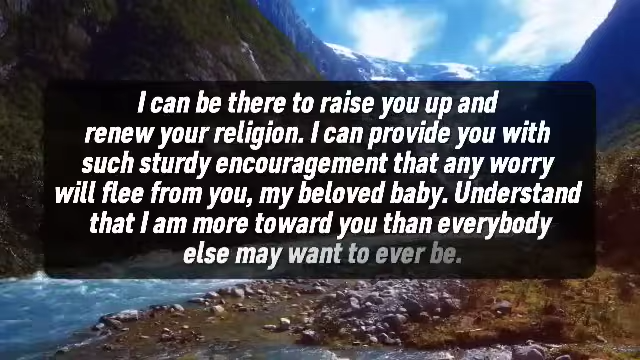 I can be there to raise you up and
renew your religion. I can provide you with
such sturdy encouragement that any worry
will flee from you, my beloved baby. Understand
that I am more toward you than everybody
else may want to ever be.